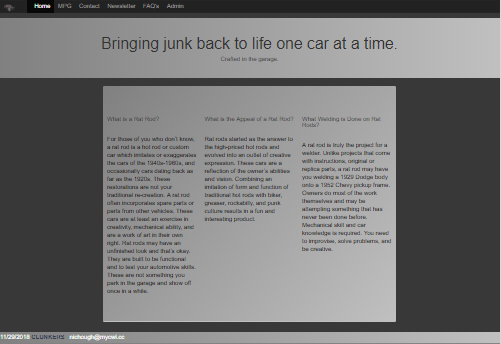 Home MPG Contact Newsletter FAQ's Admin
Bringing junk back to life one car at a time.
Crafted in the garage.
What is a Rat Rod?
For those of you who don't know,
a rat rod is a hot rod or custom
car which imitates or exaggerates
the cars of the 1940s-1960s, and
occasionally cars dating back as
far as the 1920s. These
restorations are not your
traditional re-creation. A rat rod
often incorporates spare parts or
parts from other vehicles. These
cars are at least an exercise in
creativity, mechanical ability, and
are a work of art in their own
right. Rat rods may have an
unfinished look and that's okay.
They are built to be functional
and to test your automotive skills.
These are not something you
park in the garage and show off
once in a while.
What is the Appeal of a Rat Rod?
Rat rods started as the answer to
the high-priced hot rods and
evolved into an outlet of creative
expression. These cars are a
reflection of the owner's abilities
and vision. Combining an
imitation of form and function of
traditional hot rods with biker,
greaser, rockabilly, and punk
culture results in a fun and
interesting product.
What Welding is Done on Rat
Rods?
A rat rod is truly the project for a
welder. Unlike projects that come
with instructions, original or
replica parts, a rat rod may have
you welding a 1929 Dodge body
onto a 1952 Chevy pickup frame.
Owners do most of the work
themselves and may be
attempting something that has
never been done before.
Mechanical skill and car
knowledge is required. You need
to improvise, solve problems, and
be creative.
11/29/2018 CLUNKERS